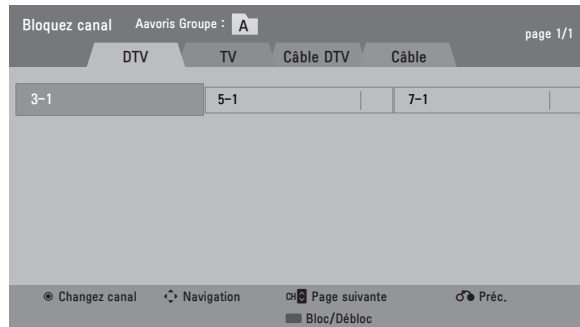 Bloquez canal Aavoris Groupe : A page 1/1
DTV TV Câble DTV Câble
3-1 5-1 7-1
Changez canal Navigation CH Page suivante Préc.
Bloc/Débloc